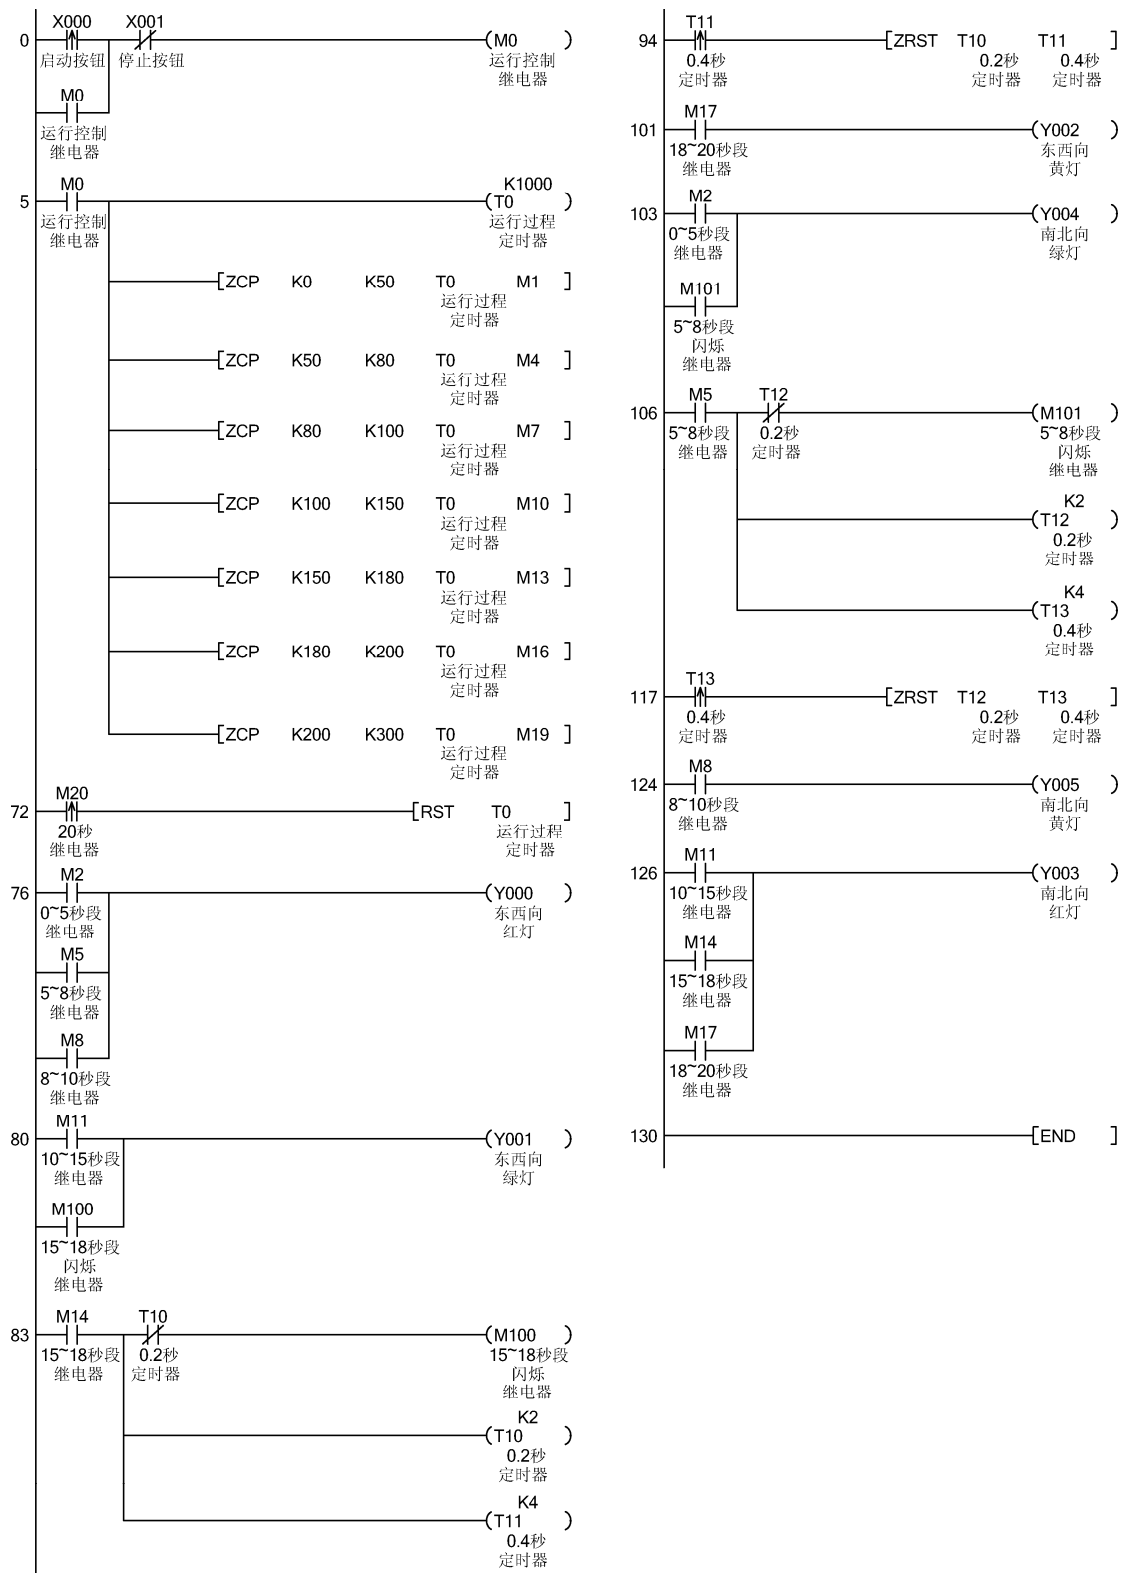 X000 X001
0 (M0 )
启动按钮 停止按钮 运行控制
继电器
M0
运行控制
继电器
M0 K1000
5 (T0 )
运行控制 运行过程
继电器 定时器
[ZCP K0 K50 T0 M1 ]
运行过程
定时器
[ZCP K50 K80 T0 M4 ]
运行过程
定时器
[ZCP K80 K100 T0 M7 ]
运行过程
定时器
[ZCP K100 K150 T0 M10 ]
运行过程
定时器
[ZCP K150 K180 T0 M13 ]
运行过程
定时器
[ZCP K180 K200 T0 M16 ]
运行过程
定时器
[ZCP K200 K300 T0 M19 ]
运行过程
定时器
M20
72 [RST T0 ]
20秒 运行过程
继电器 定时器
M2
76 (Y000 )
0~5秒段 东西向
继电器 红灯
M5
5~8秒段
继电器
M8
8~10秒段
继电器
M11
80 (Y001 )
10~15秒段 东西向
继电器 绿灯
M100
15~18秒段
闪烁
继电器
M14 T10
83 (M100 )
15~18秒段 0.2秒 15~18秒段
继电器 定时器 闪烁
继电器
K2
(T10 )
0.2秒
定时器
K4
(T11 )
0.4秒
定时器
T11
94 [ZRST T10 T11 ]
0.4秒 0.2秒 0.4秒
定时器 定时器 定时器
M17
101 (Y002 )
18~20秒段 东西向
继电器 黄灯
M2
103 (Y004 )
0~5秒段 南北向
继电器 绿灯
M101
5~8秒段
闪烁
继电器
M5 T12
106 (M101 )
5~8秒段 0.2秒 5~8秒段
继电器 定时器 闪烁
继电器
K2
(T12 )
0.2秒
定时器
K4
(T13 )
0.4秒
定时器
T13
117 [ZRST T12 T13 ]
0.4秒 0.2秒 0.4秒
定时器 定时器 定时器
M8
124 (Y005 )
8~10秒段 南北向
继电器 黄灯
M11
126 (Y003 )
10~15秒段 南北向
继电器 红灯
M14
15~18秒段
继电器
M17
18~20秒段
继电器
130 [END ]